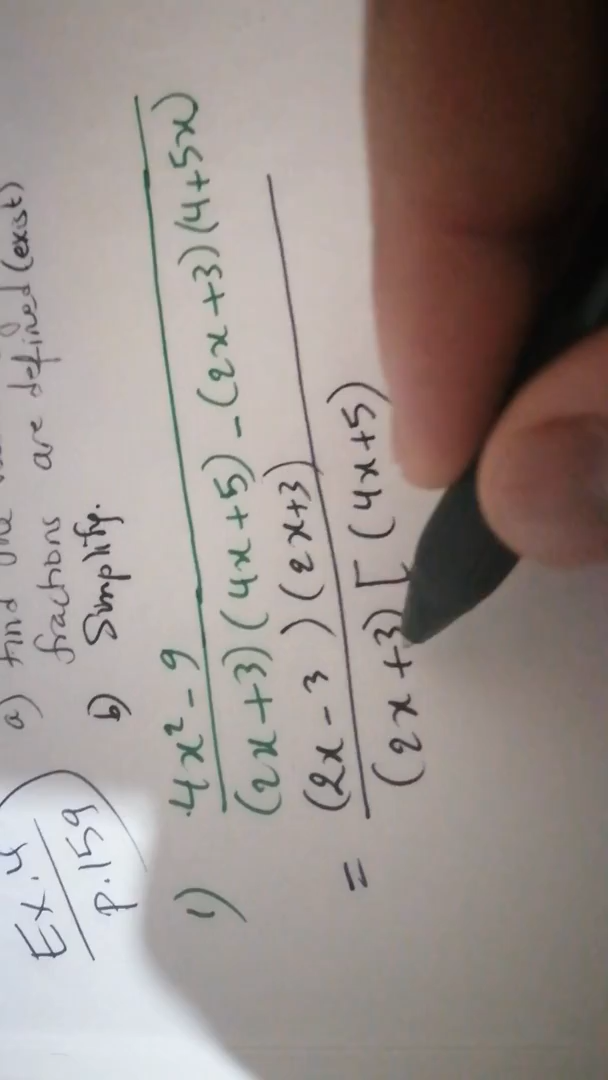 Ex.4
p.159
a) find the
fractions are defined (exist)
b) Simplify.
1) 4x² - 9
(2x+3)(4x+5) - (2x+3)(4+5x)
= (2x-3)(2x+3)
(2x+3)[(4x+5)